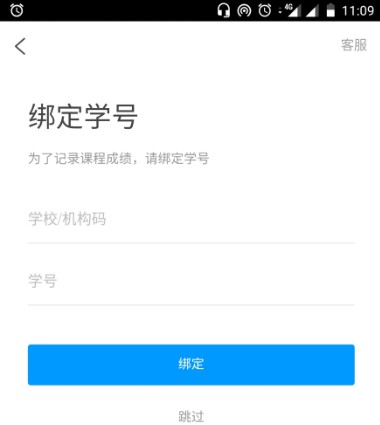 4G 11:09
客服
绑定学号
为了记录课程成绩，请绑定学号
学校/机构码
学号
绑定
跳过